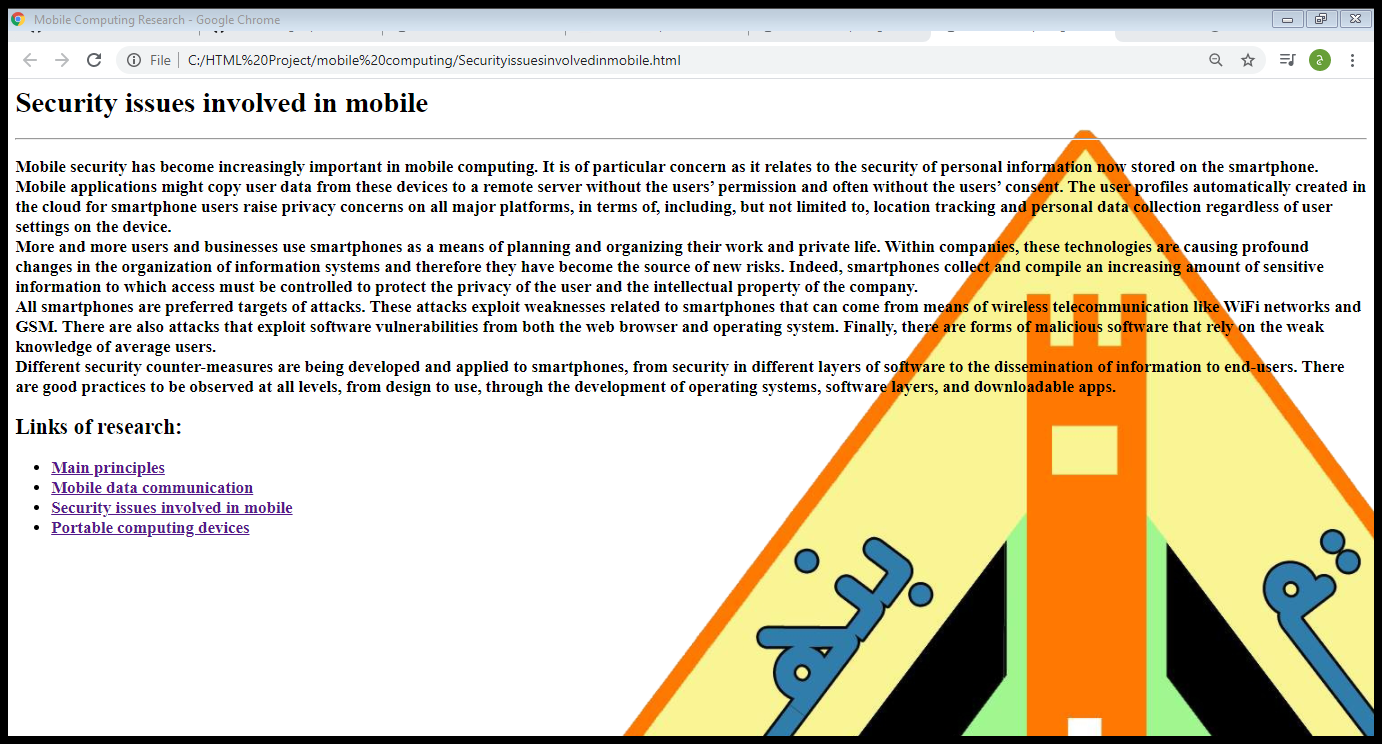 Mobile Computing Research - Google Chrome
File C:/HTML%20Project/mobile%20computing/Securityissuesinvolvedinmobile.html
Security issues involved in mobile
Mobile security has become increasingly important in mobile computing. It is of particular concern as it relates to the security of personal information now stored on the smartphone.
Mobile applications might copy user data from these devices to a remote server without the users’ permission and often without the users’ consent. The user profiles automatically created in
the cloud for smartphone users raise privacy concerns on all major platforms, in terms of, including, but not limited to, location tracking and personal data collection regardless of user
settings on the device.
More and more users and businesses use smartphones as a means of planning and organizing their work and private life. Within companies, these technologies are causing profound
changes in the organization of information systems and therefore they have become the source of new risks. Indeed, smartphones collect and compile an increasing amount of sensitive
information to which access must be controlled to protect the privacy of the user and the intellectual property of the company.
All smartphones are preferred targets of attacks. These attacks exploit weaknesses related to smartphones that can come from means of wireless telecommunication like WiFi networks and
GSM. There are also attacks that exploit software vulnerabilities from both the web browser and operating system. Finally, there are forms of malicious software that rely on the weak
knowledge of average users.
Different security counter-measures are being developed and applied to smartphones, from security in different layers of software to the dissemination of information to end-users. There
are good practices to be observed at all levels, from design to use, through the development of operating systems, software layers, and downloadable apps.
Links of research:
Main principles
Mobile data communication
Security issues involved in mobile
Portable computing devices